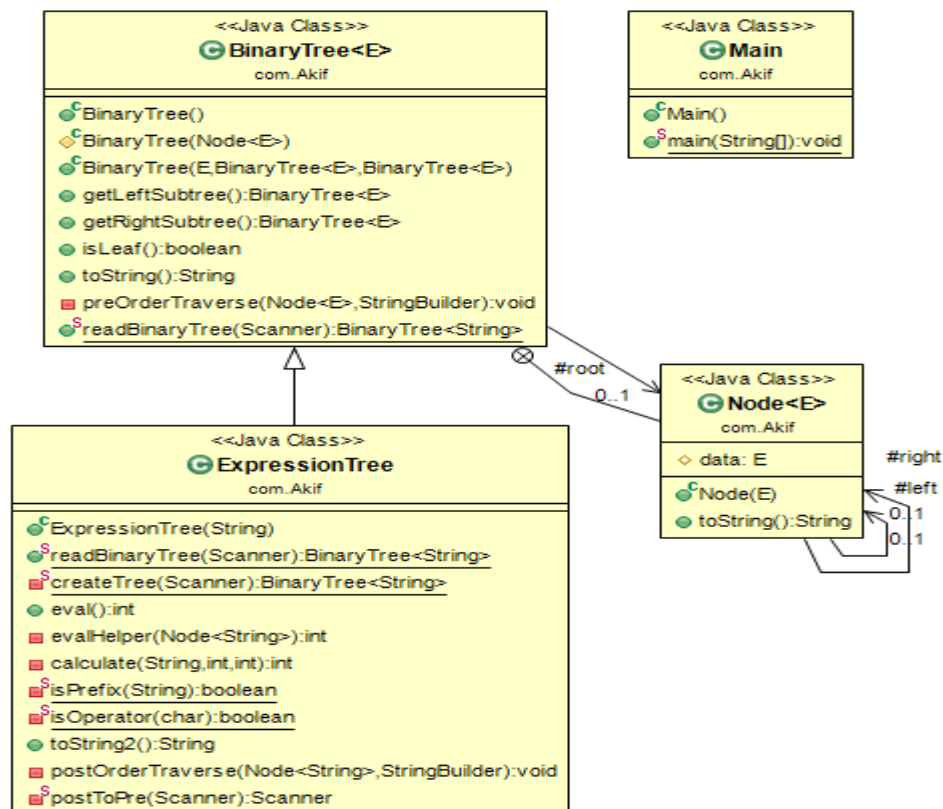 <<Java Class>>
BinaryTree<E>
com.Akif
BinaryTree()
BinaryTree(Node<E>)
BinaryTree(E,BinaryTree<E>,BinaryTree<E>)
getLeftSubtree():BinaryTree<E>
getRightSubtree():BinaryTree<E>
isLeaf():boolean
toString():String
preOrderTraverse(Node<E>,StringBuilder):void
readBinaryTree(Scanner):BinaryTree<String>
<<Java Class>>
Main
com.Akif
Main()
main(String[]):void
#root
0..1
<<Java Class>>
Node<E>
com.Akif
data: E
Node(E)
toString():String
#right
#left
0..1
0..1
<<Java Class>>
ExpressionTree
com.Akif
ExpressionTree(String)
readBinaryTree(Scanner):BinaryTree<String>
createTree(Scanner):BinaryTree<String>
eval():int
evalHelper(Node<String>):int
calculate(String,int,int):int
isPrefix(String):boolean
isOperator(char):boolean
toString2():String
postOrderTraverse(Node<String>,StringBuilder):void
postToPre(Scanner):Scanner